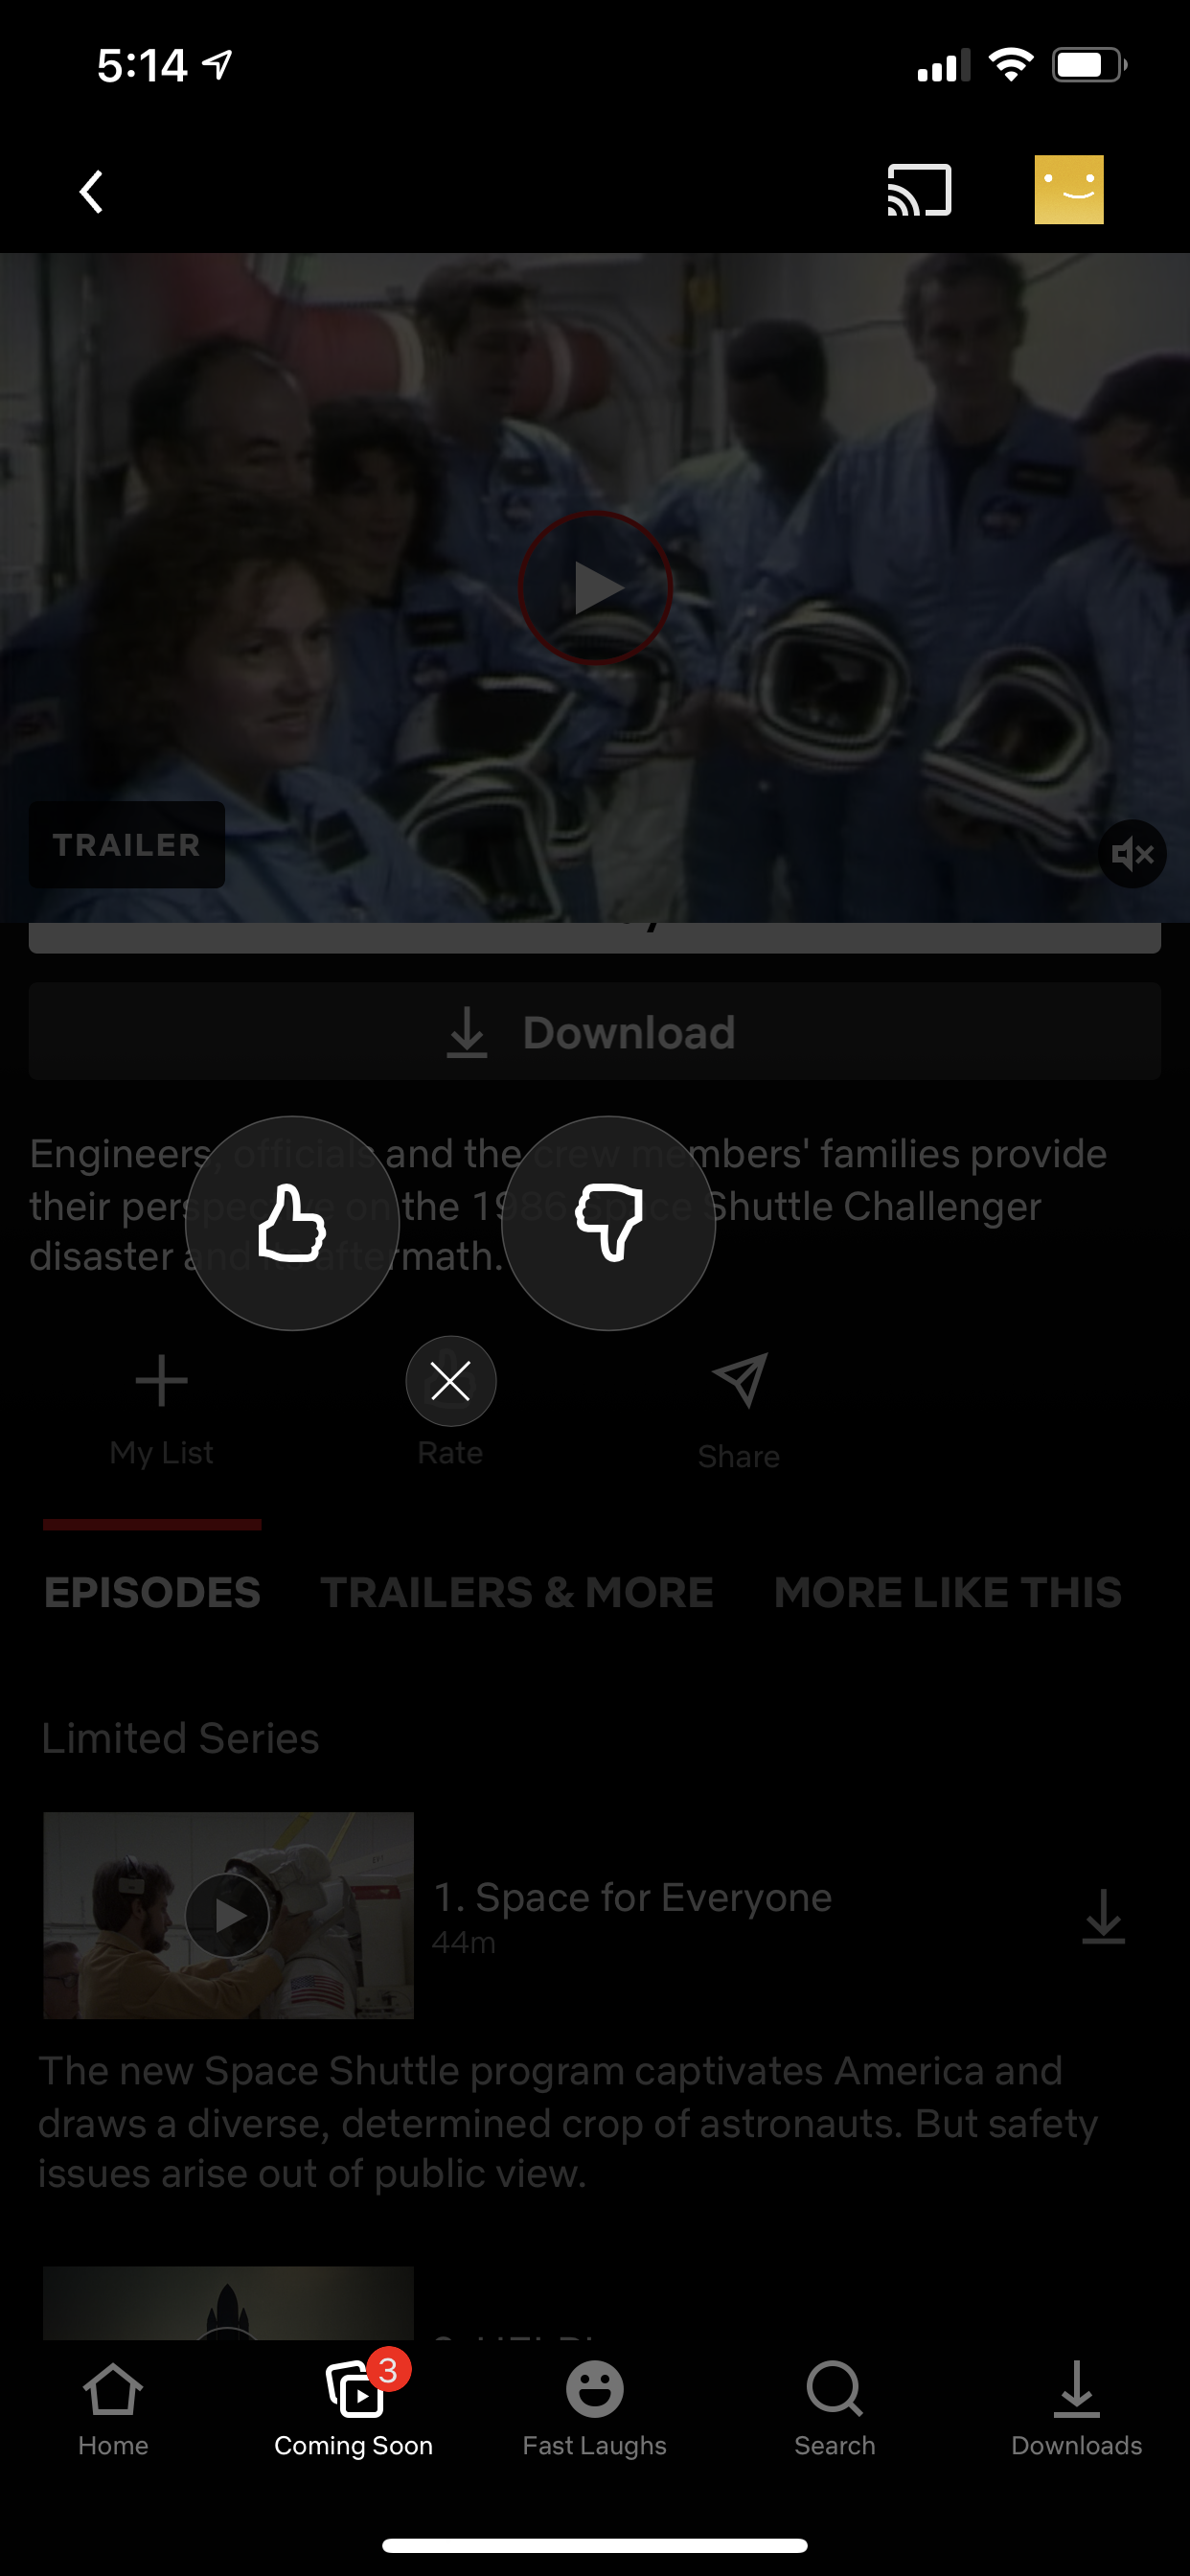 5:14
TRAILER
Download
Engineers, officials and the crew members' families provide
their perspective on the 1986 Space Shuttle Challenger
disaster and its aftermath.
My List
Rate
Share
EPISODES
TRAILERS & MORE
MORE LIKE THIS
Limited Series
1. Space for Everyone
44m
The new Space Shuttle program captivates America and
draws a diverse, determined crop of astronauts. But safety
issues arise out of public view.
3
Home
Coming Soon
Fast Laughs
Search
Downloads